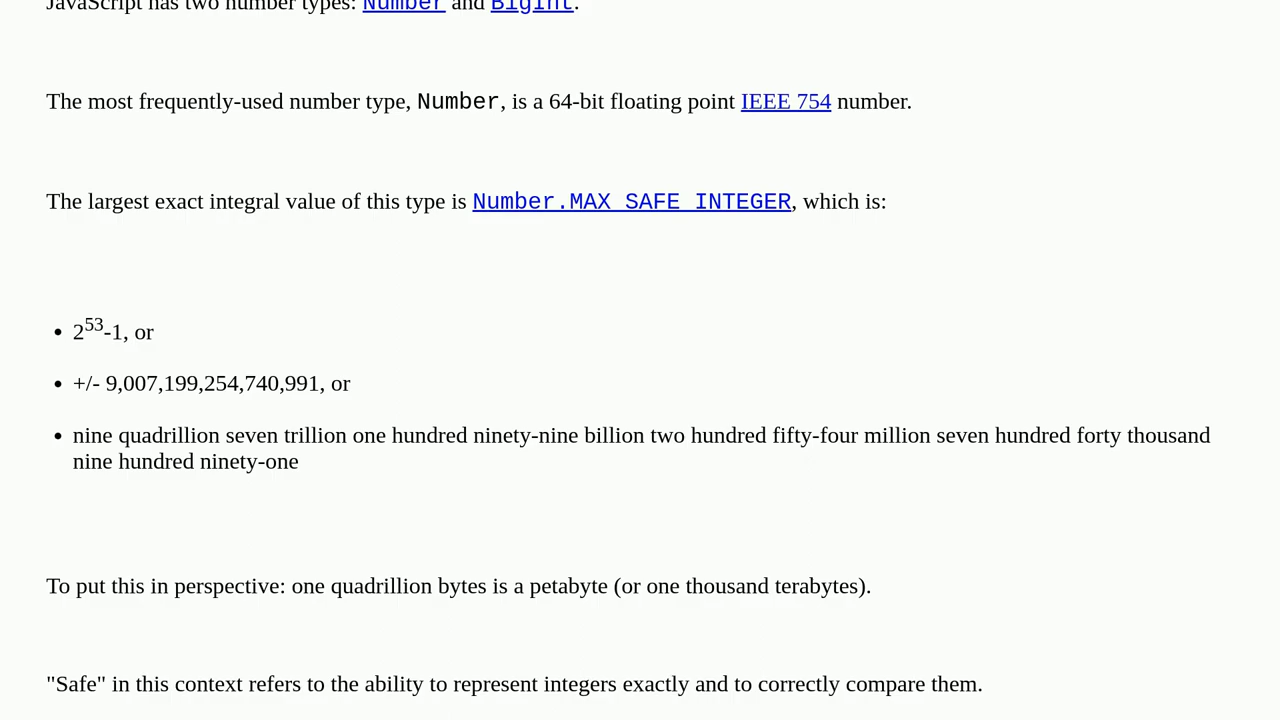 JavaScript has two number types: Number and BigInt.
The most frequently-used number type, Number, is a 64-bit floating point IEEE 754 number.
The largest exact integral value of this type is Number.MAX_SAFE_INTEGER, which is:
• 2⁵³-1, or
• +/- 9,007,199,254,740,991, or
• nine quadrillion seven trillion one hundred ninety-nine billion two hundred fifty-four million seven hundred forty thousand
nine hundred ninety-one
To put this in perspective: one quadrillion bytes is a petabyte (or one thousand terabytes).
"Safe" in this context refers to the ability to represent integers exactly and to correctly compare them.